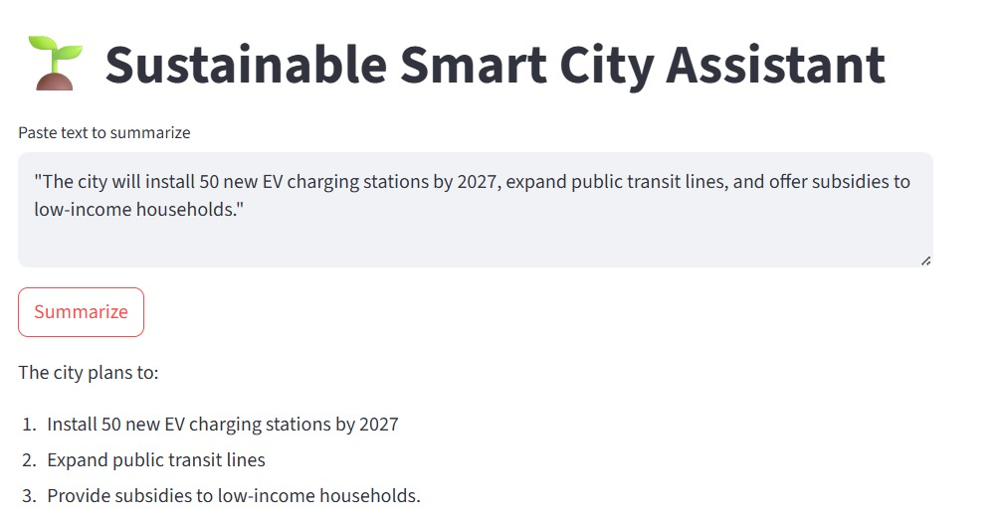 Sustainable Smart City Assistant
Paste text to summarize
"The city will install 50 new EV charging stations by 2027, expand public transit lines, and offer subsidies to
low-income households."
Summarize
The city plans to:
1. Install 50 new EV charging stations by 2027
2. Expand public transit lines
3. Provide subsidies to low-income households.